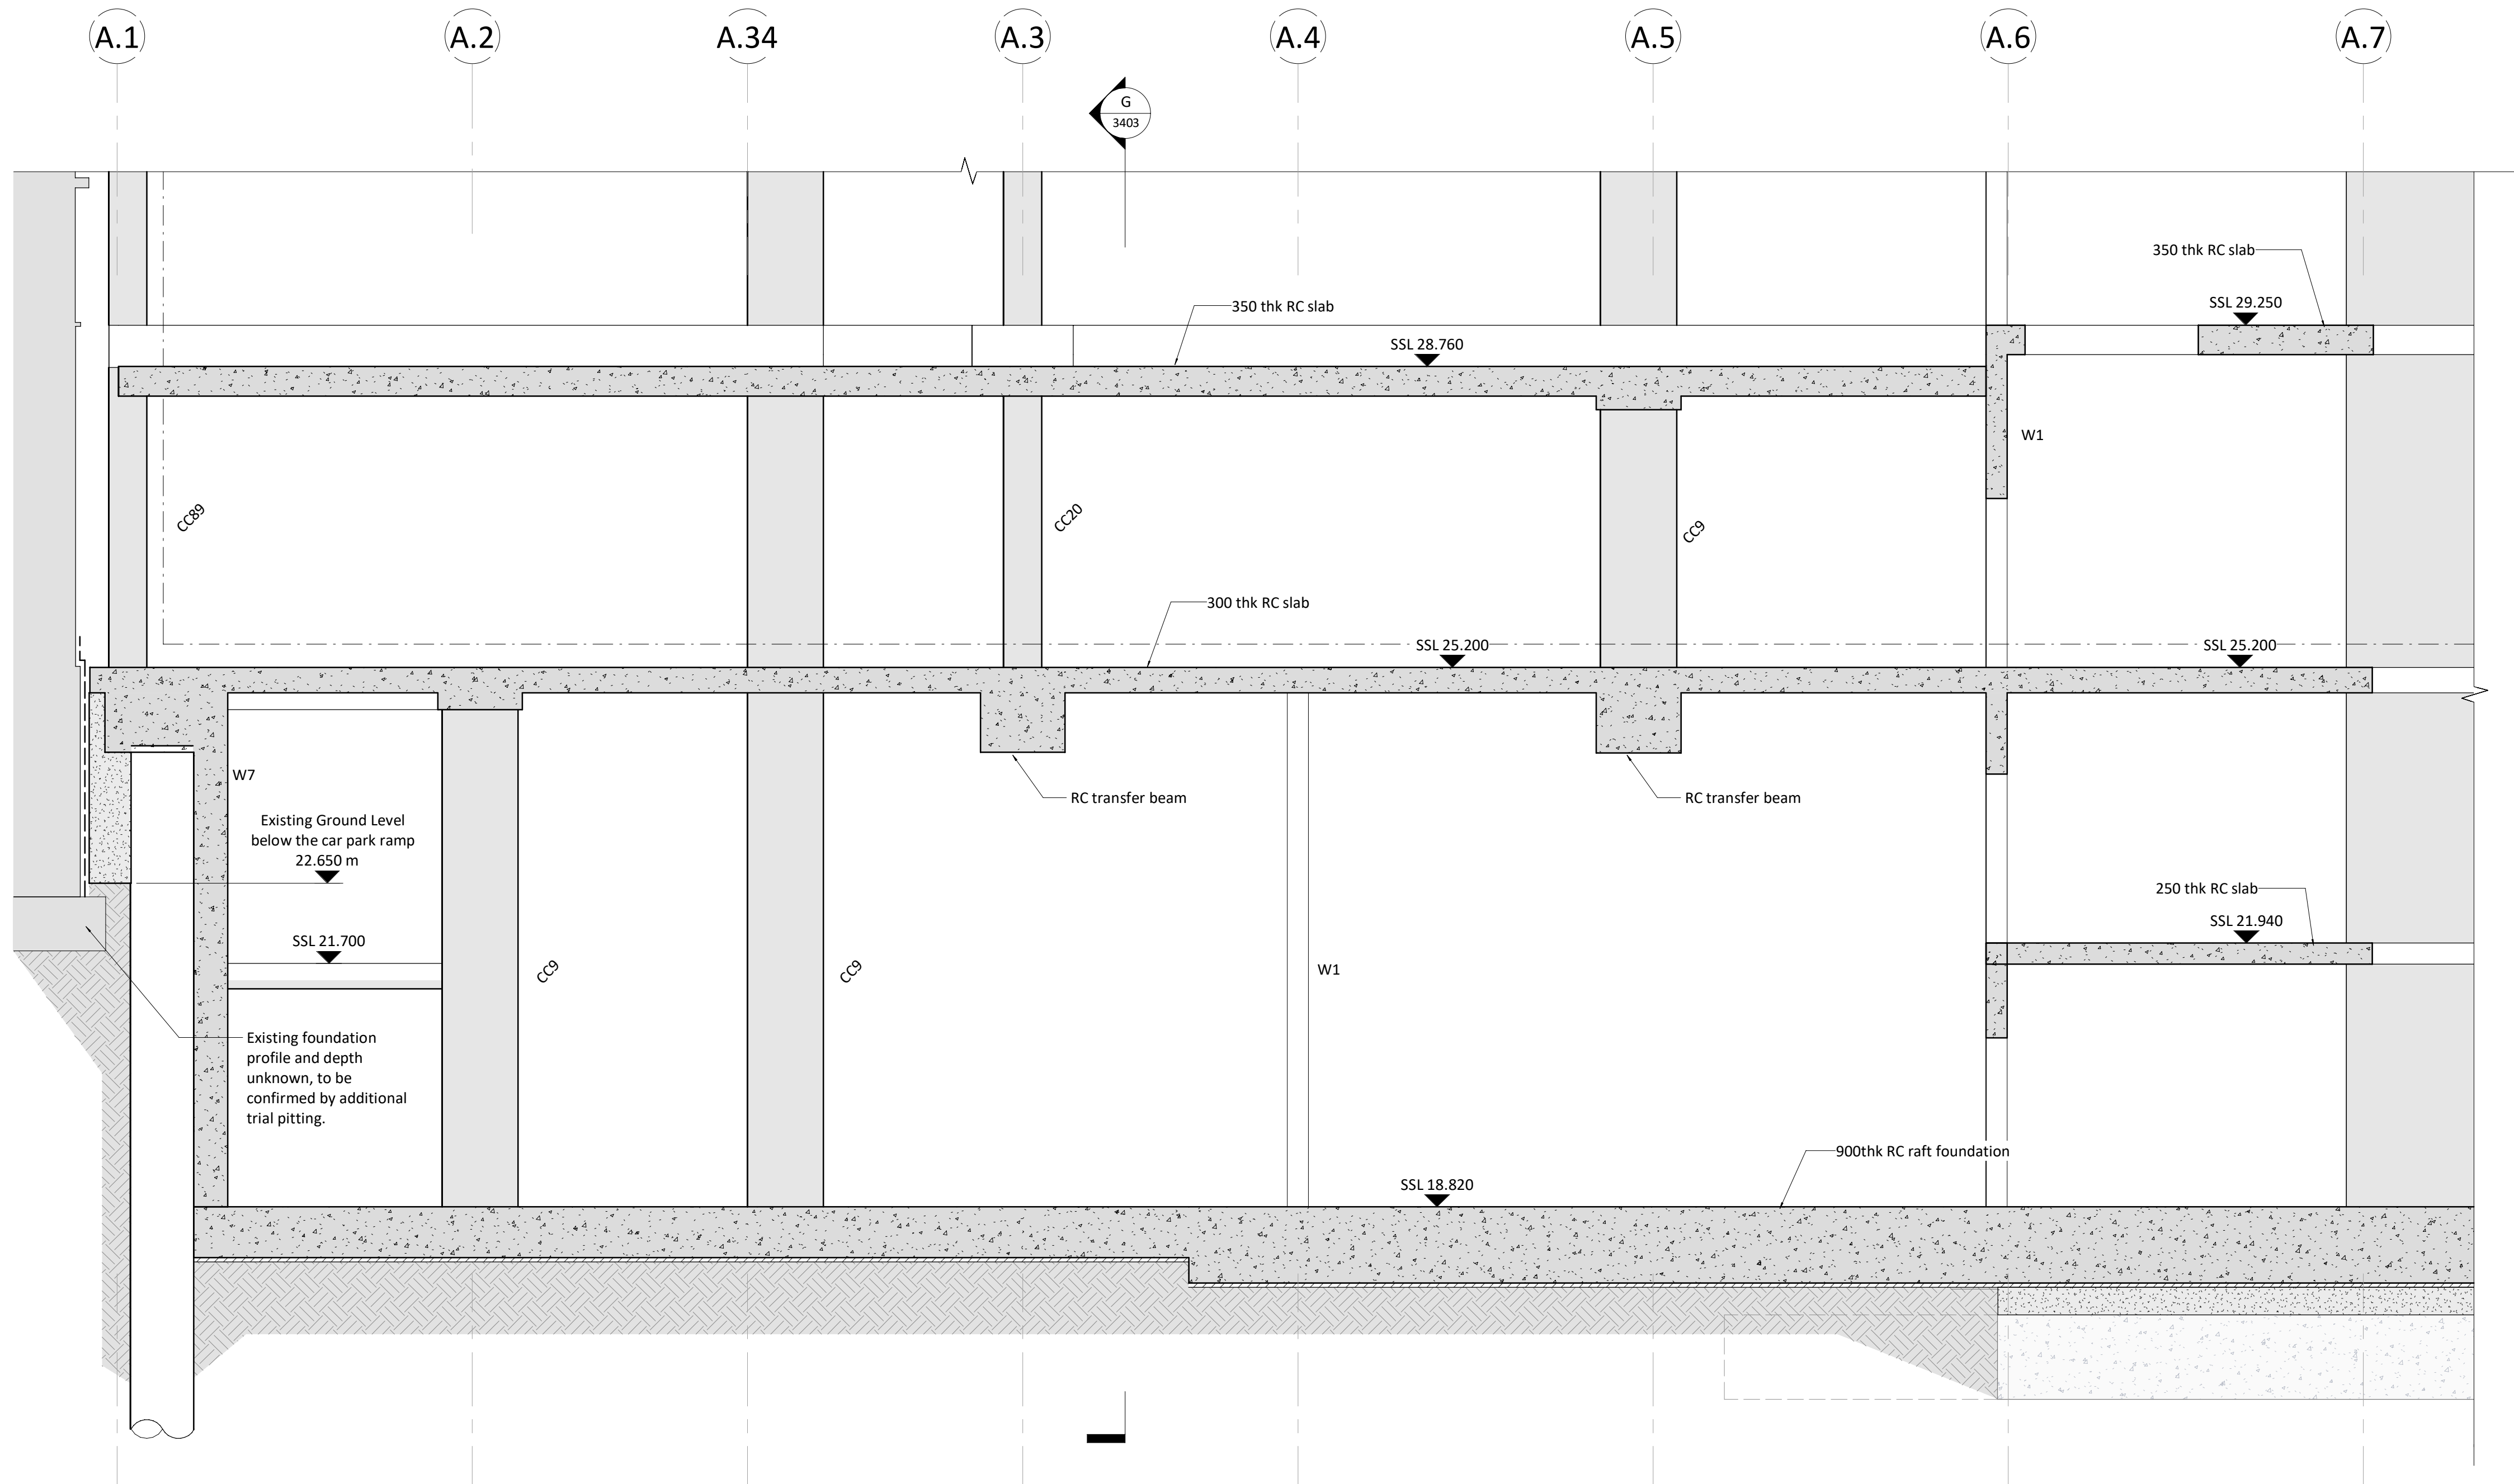 A.1
A.2
A.34
A.3
A.4
A.5
A.6
A.7
G
3403
350 thk RC slab
SSL 29.250
350 thk RC slab
SSL 28.760
W1
CC89
CC20
CC9
300 thk RC slab
SSL 25.200
SSL 25.200
W7
RC transfer beam
RC transfer beam
Existing Ground Level
below the car park ramp
22.650 m
250 thk RC slab
SSL 21.940
SSL 21.700
CC9
CC9
W1
Existing foundation
profile and depth
unknown, to be
confirmed by additional
trial pitting.
900thk RC raft foundation
SSL 18.820